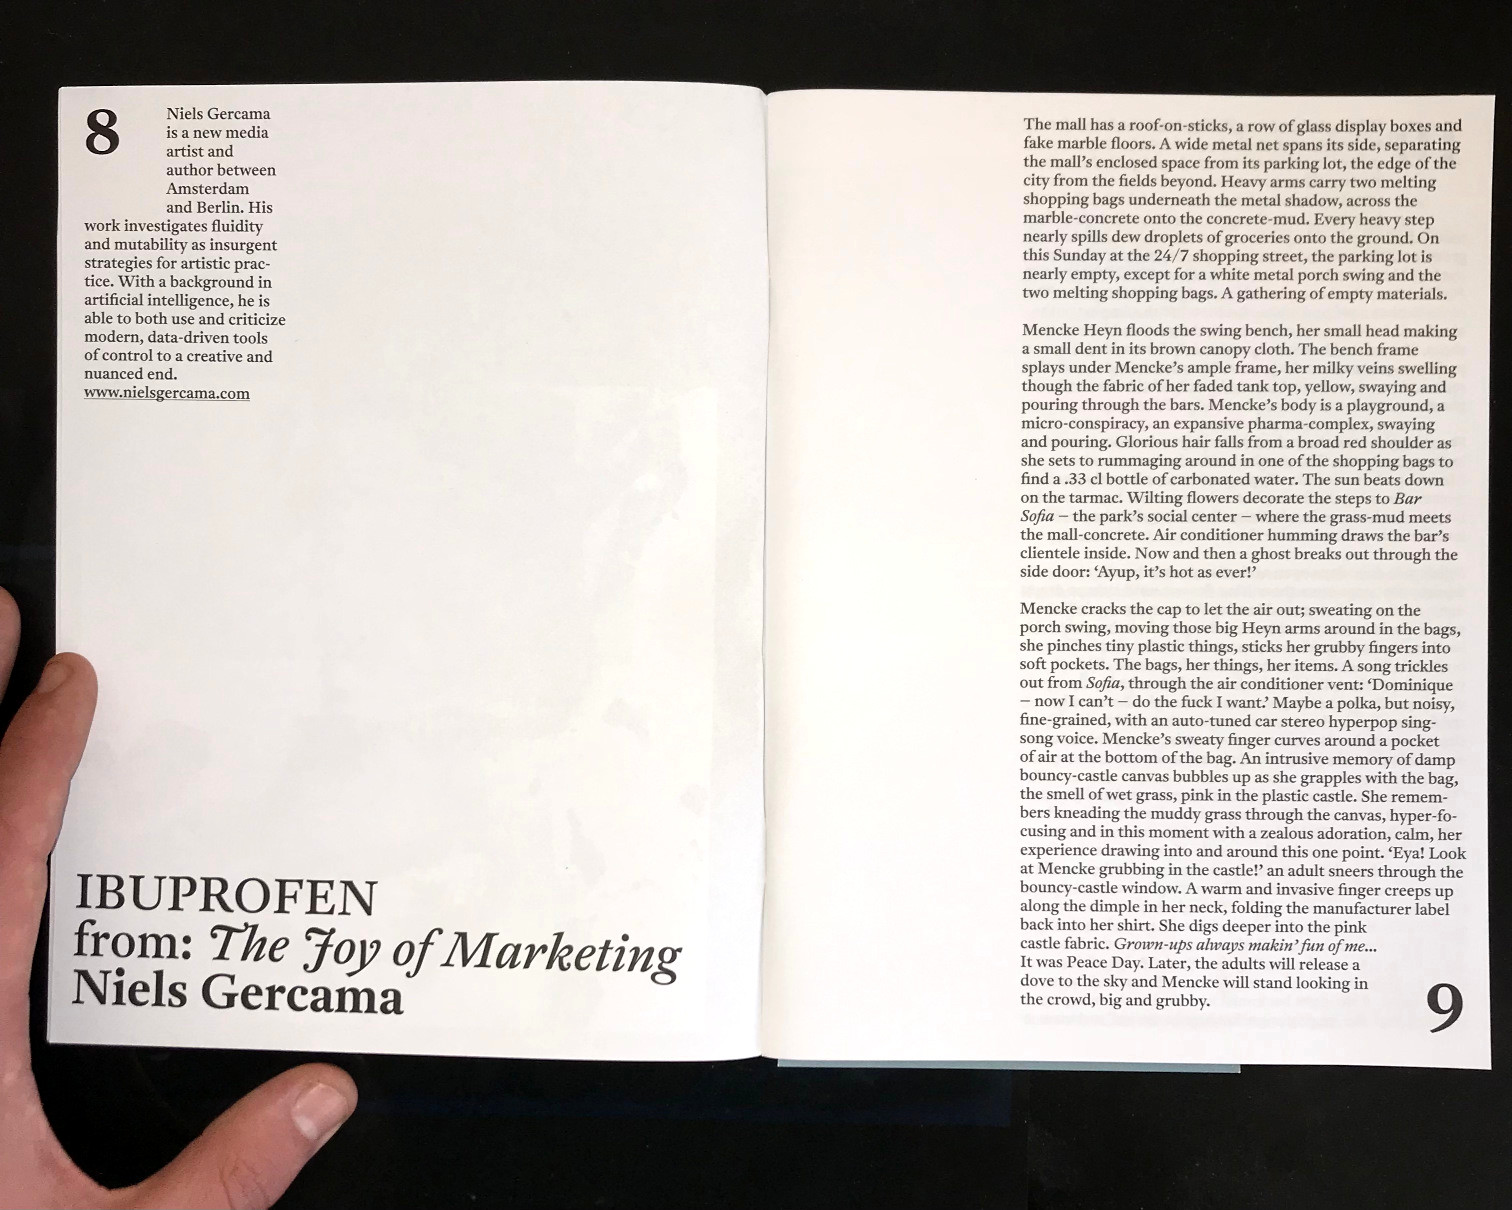 8
Niels Gercama
is a new media
artist and
author between
Amsterdam
and Berlin. His
work investigates fluidity
and mutability as insurgent
strategies for artistic prac-
tice. With a background in
artificial intelligence, he is
able to both use and criticize
modern, data-driven tools
of control to a creative and
nuanced end.
www.nielsgercama.com
IBUPROFEN
from: The Joy of Marketing
Niels Gercama
The mall has a roof-on-sticks, a row of glass display boxes and
fake marble floors. A wide metal net spans its side, separating
the mall’s enclosed space from its parking lot, the edge of the
city from the fields beyond. Heavy arms carry two melting
shopping bags underneath the metal shadow, across the
marble-concrete onto the concrete-mud. Every heavy step
nearly spills dew droplets of groceries onto the ground. On
this Sunday at the 24/7 shopping street, the parking lot is
nearly empty, except for a white metal porch swing and the
two melting shopping bags. A gathering of empty materials.
Mencke Heyn floods the swing bench, her small head making
a small dent in its brown canopy cloth. The bench frame
splays under Mencke’s ample frame, her milky veins swelling
though the fabric of her faded tank top, yellow, swaying and
pouring through the bars. Mencke’s body is a playground, a
micro-conspiracy, an expansive pharma-complex, swaying
and pouring. Glorious hair falls from a broad red shoulder as
she sets to rummaging around in one of the shopping bags to
find a .33 cl bottle of carbonated water. The sun beats down
on the tarmac. Wilting flowers decorate the steps to Bar
Sofia – the park’s social center – where the grass-mud meets
the mall-concrete. Air conditioner humming draws the bar’s
clientele inside. Now and then a ghost breaks out through the
side door: ‘Ayup, it’s hot as ever!’
Mencke cracks the cap to let the air out; sweating on the
porch swing, moving those big Heyn arms around in the bags,
she pinches tiny plastic things, sticks her grubby fingers into
soft pockets. The bags, her things, her items. A song trickles
out from Sofia, through the air conditioner vent: ‘Dominique
– now I can’t – do the fuck I want.’ Maybe a polka, but noisy,
fine-grained, with an auto-tuned car stereo hyperpop sing-
song voice. Mencke’s sweaty finger curves around a pocket
of air at the bottom of the bag. An intrusive memory of damp
bouncy-castle canvas bubbles up as she grapples with the bag,
the smell of wet grass, pink in the plastic castle. She remem-
bers kneading the muddy grass through the canvas, hyper-fo-
cusing and in this moment with a zealous adoration, calm, her
experience drawing into and around this one point. ‘Eya! Look
at Mencke grubbing in the castle!’ an adult sneers through the
bouncy-castle window. A warm and invasive finger creeps up
along the dimple in her neck, folding the manufacturer label
back into her shirt. She digs deeper into the pink
castle fabric. Grown-ups always makin’ fun of me...
It was Peace Day. Later, the adults will release a
dove to the sky and Mencke will stand looking in
the crowd, big and grubby.
9